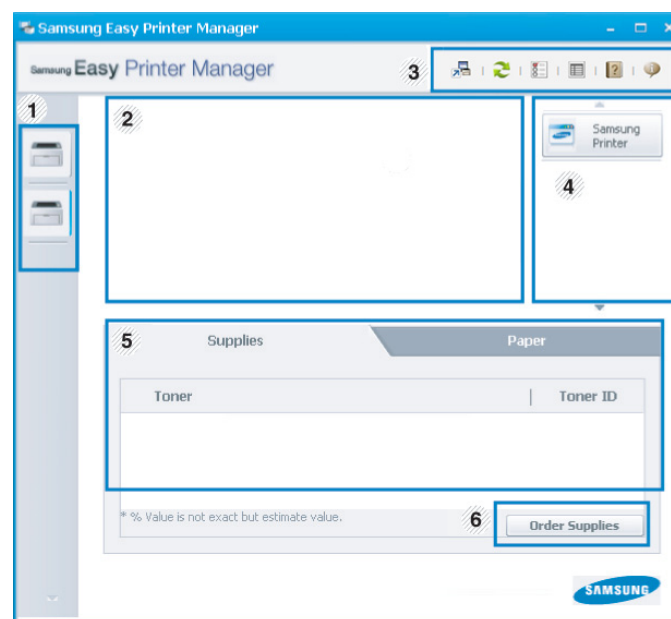 Samsung Easy Printer Manager
Samsung Easy Printer Manager
3
1
2
Samsung
Printer
4
5
Supplies
Paper
Toner
Toner ID
* % Value is not exact but estimate value.
6
Order Supplies
SAMSUNG